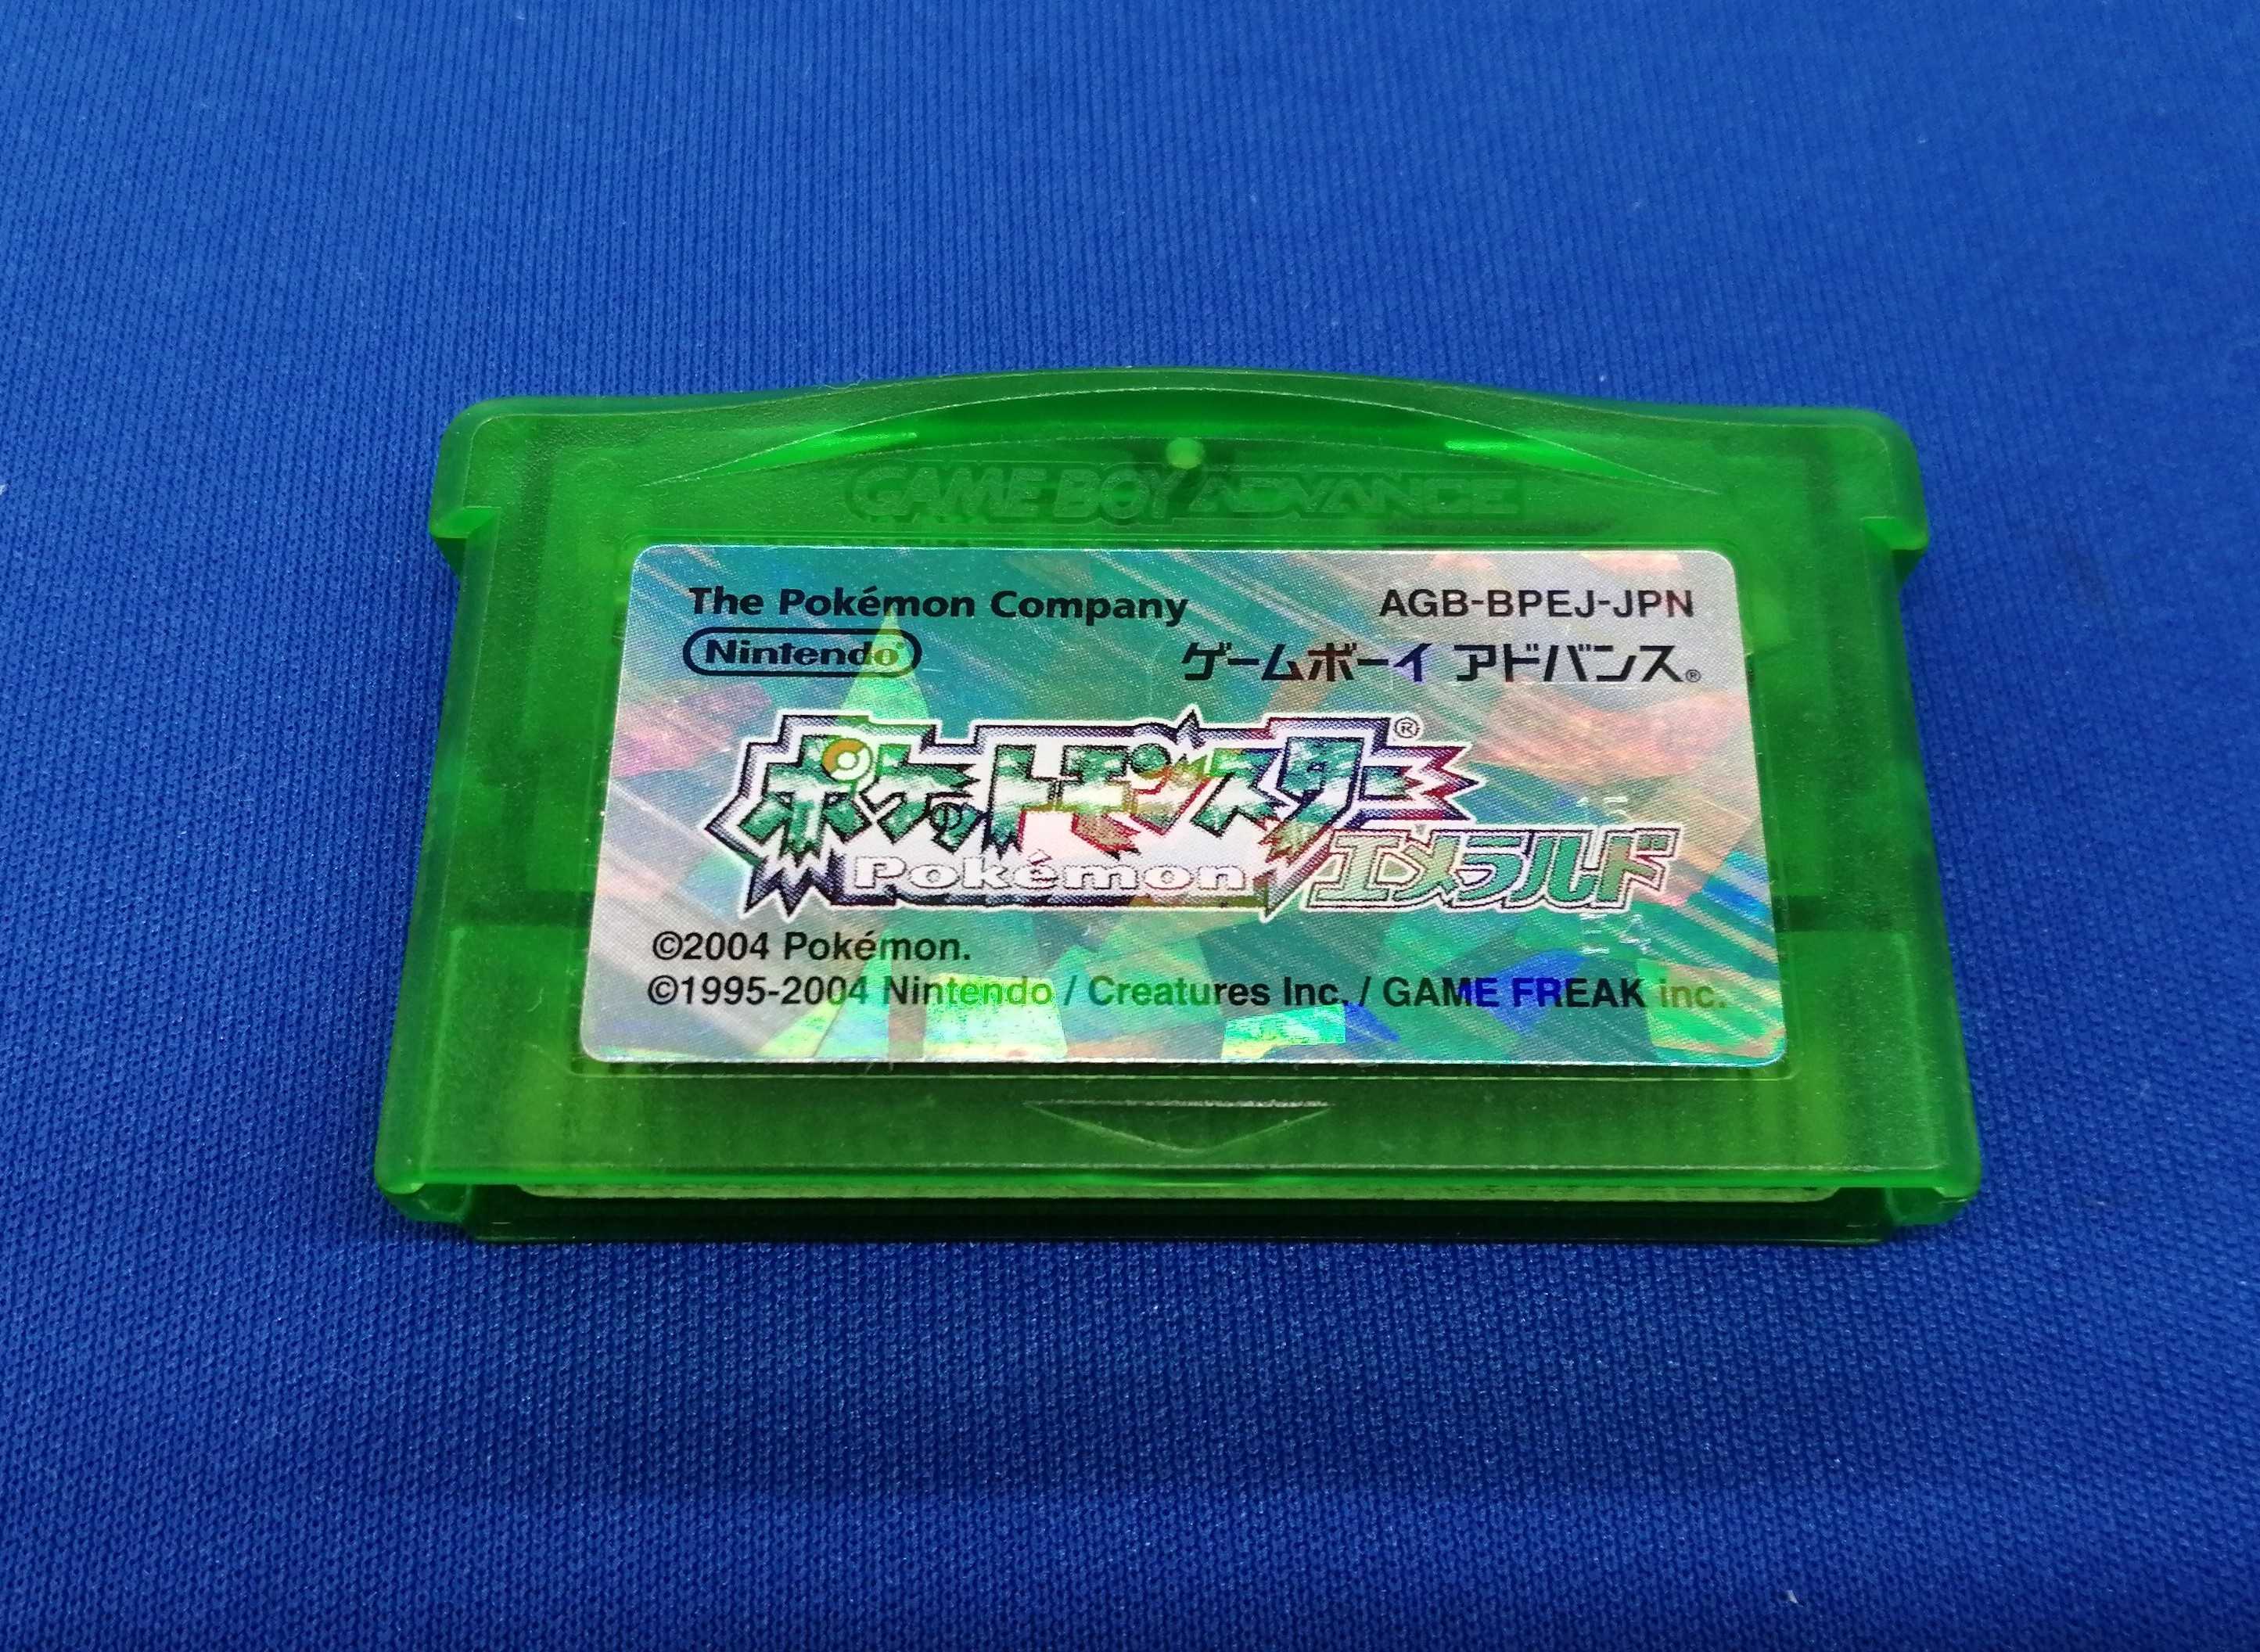 GAME BOY ADVANCE
The Pokémon Company AGB-BPEJ-JPN
Nintendo® ゲームボーイ アドバンス®
ポケットモンスター®
Pokémon エメラルド
©2004 Pokémon.
©1995-2004 Nintendo / Creatures Inc. / GAME FREAK inc.